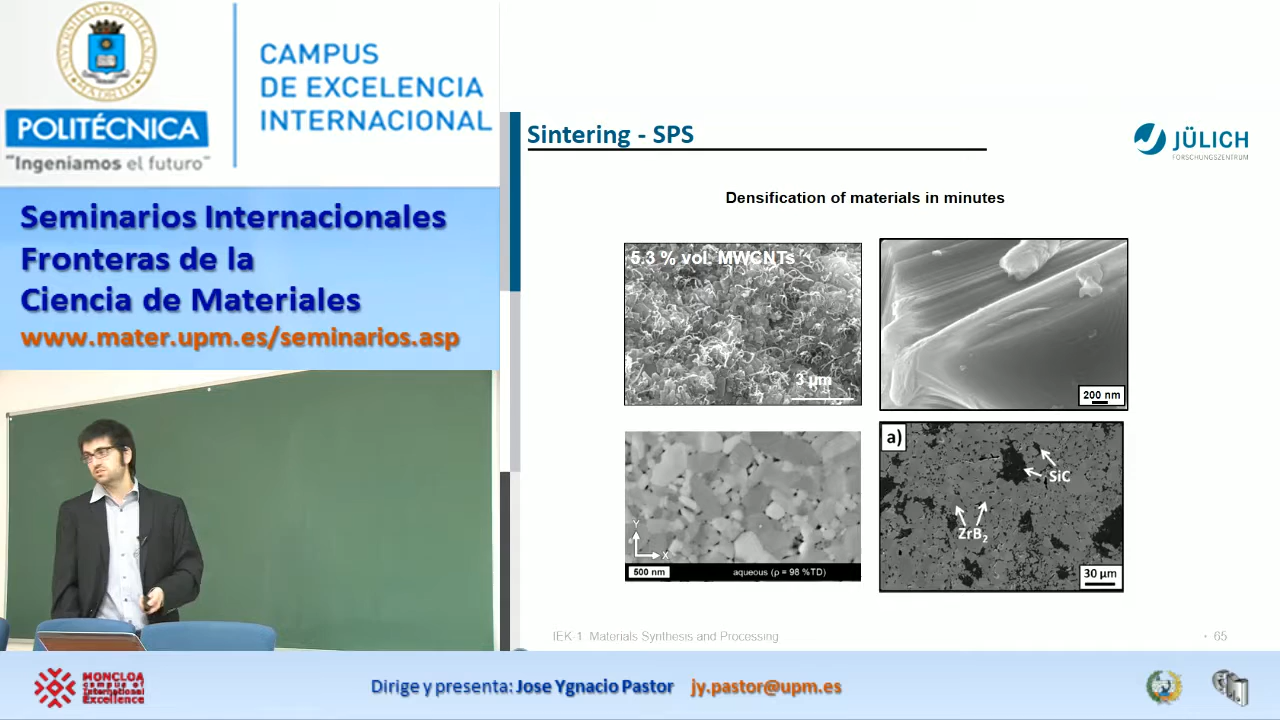 UNIVERSIDAD POLITÉCNICA
MADRID
POLITÉCNICA
"Ingeniamos el futuro"
CAMPUS
DE EXCELENCIA
INTERNACIONAL
Seminarios Internacionales
Fronteras de la
Ciencia de Materiales
www.mater.upm.es/seminarios.asp
Sintering - SPS
JÜLICH
FORSCHUNGSZENTRUM
Densification of materials in minutes
5.3 % vol. MWCNTs
3 µm
200 nm
Y
X
500 nm
aqueous (ρ = 98 %TD)
a)
SiC
ZrB2
30 µm
IEK-1 Materials Synthesis and Processing
• 65
MONCLOA
campus of
International
Excellence
Dirige y presenta: Jose Ygnacio Pastor jy.pastor@upm.es